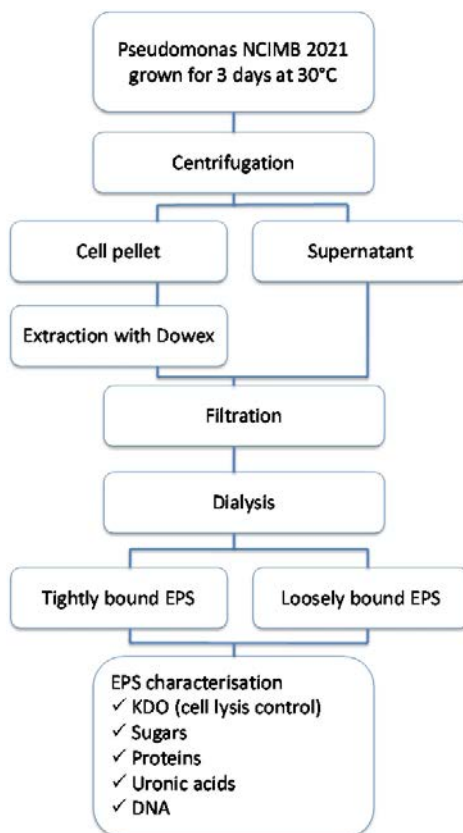 Pseudomonas NCIMB 2021
grown for 3 days at 30°C
Centrifugation
Cell pellet
Supernatant
Extraction with Dowex
Filtration
Dialysis
Tightly bound EPS
Loosely bound EPS
EPS characterisation
✓ KDO (cell lysis control)
✓ Sugars
✓ Proteins
✓ Uronic acids
✓ DNA